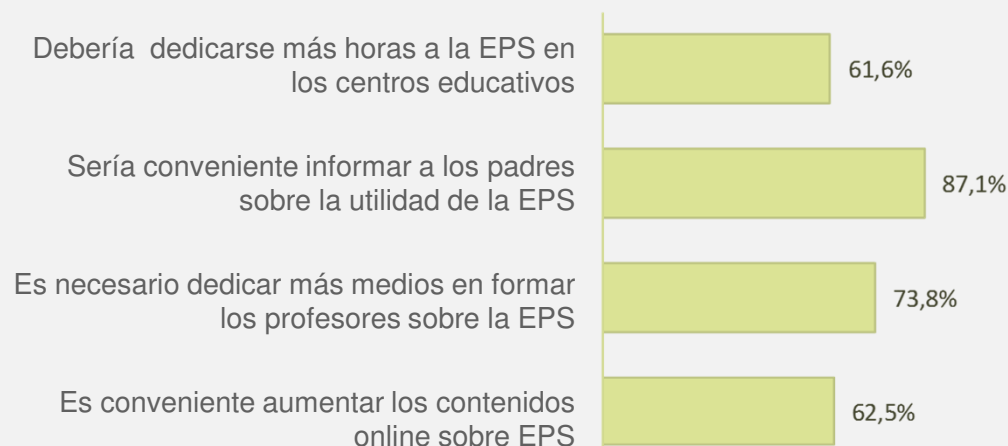 Debería dedicarse más horas a la EPS en
los centros educativos
61,6%
Sería conveniente informar a los padres
sobre la utilidad de la EPS
87,1%
Es necesario dedicar más medios en formar
los profesores sobre la EPS
73,8%
Es conveniente aumentar los contenidos
online sobre EPS
62,5%